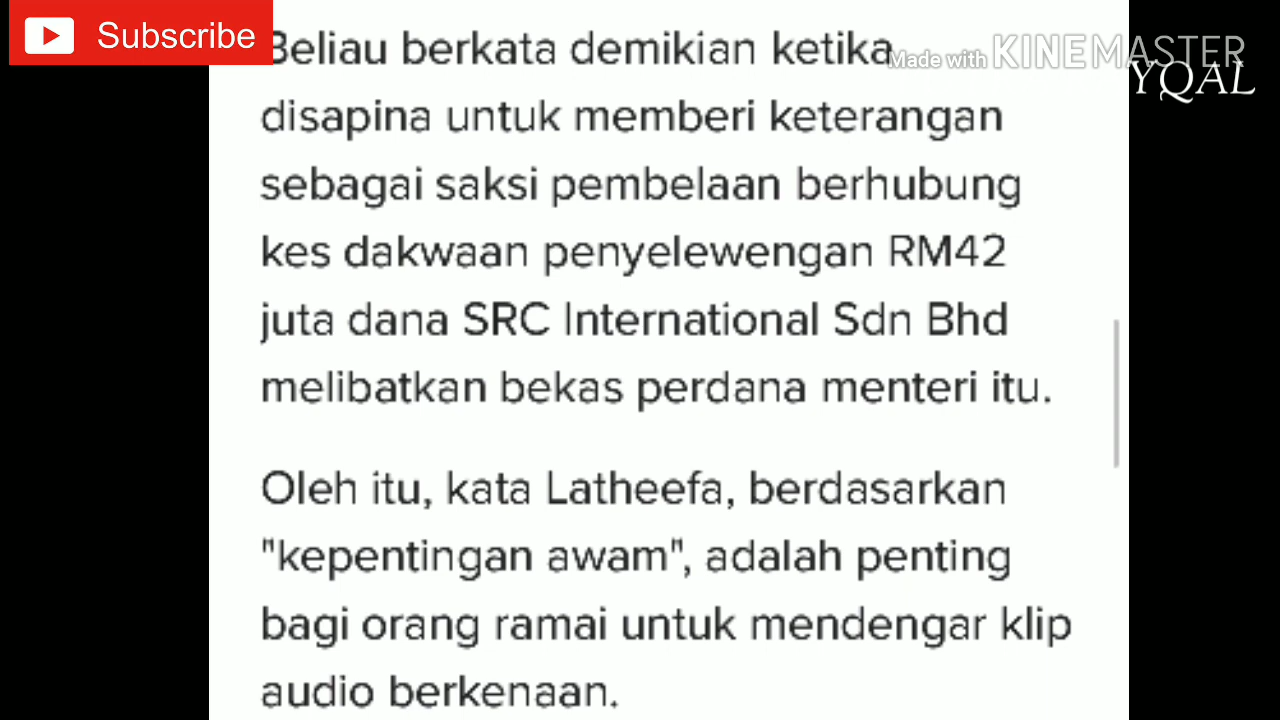 Subscribe
Beliau berkata demikian ketika
Made with KINEMASTER
YQAL
disapina untuk memberi keterangan
sebagai saksi pembelaan berhubung
kes dakwaan penyelewengan RM42
juta dana SRC International Sdn Bhd
melibatkan bekas perdana menteri itu.
Oleh itu, kata Latheefa, berdasarkan
"kepentingan awam", adalah penting
bagi orang ramai untuk mendengar klip
audio berkenaan.